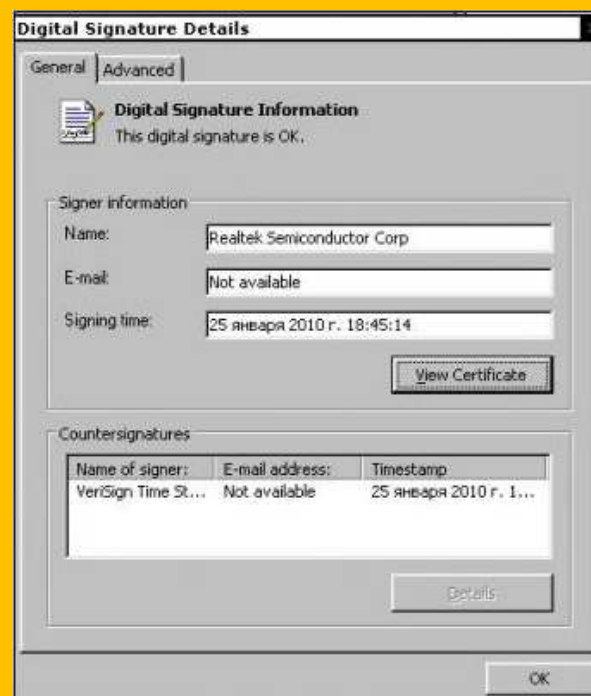 Digital Signature Details
General Advanced
Digital Signature Information
This digital signature is OK.
Signer information
Name: Realtek Semiconductor Corp
E-mail: Not available
Signing time: 25 января 2010 г. 18:45:14
View Certificate
Countersignatures
Name of signer: E-mail address: Timestamp
VeriSign Time St... Not available 25 января 2010 г. 1...
Details
OK